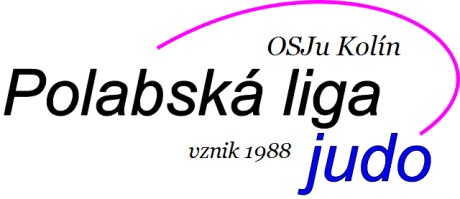 OSJu Kolín
Polabská liga
vznik 1988
judo